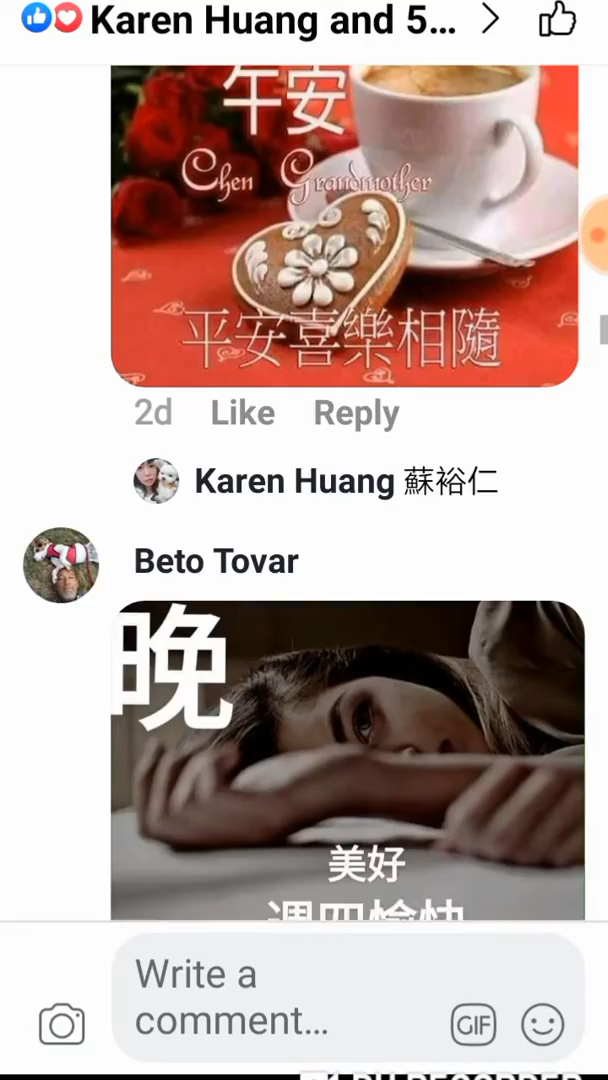 Karen Huang and 5...
午安
Chen Grandmother
平安喜樂相隨
2d Like Reply
Karen Huang 蘇裕仁
Beto Tovar
晚
美好
週四愉快
Write a
comment...
GIF